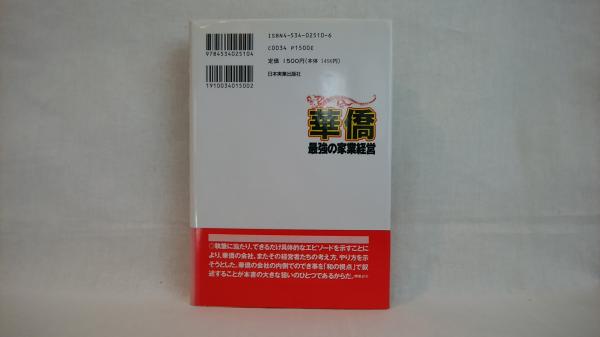 ISBN4-534-02510-6
C0034 P1500E
定価 1500円(本体 1456円)
日本実業出版社
9784534025104
1910034015002
華僑
最強の家業経営
◎執筆に当たり、できるだけ具体的なエピソードを示すことに
より、華僑の会社、またその経営者たちの考え方、やり方を示
そうとした。華僑の会社の内側でのでき事を「和の視点」で叙
述することが本書の大きな狙いのひとつであるからだ。